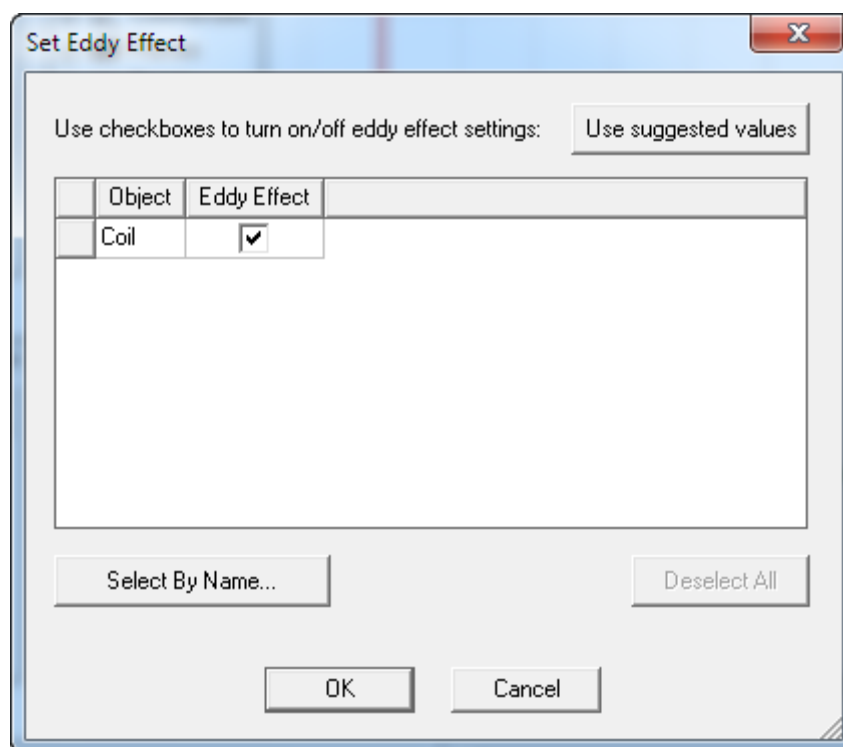 Set Eddy Effect
Use checkboxes to turn on/off eddy effect settings: Use suggested values
Object Eddy Effect
Coil
Select By Name... Deselect All
OK Cancel